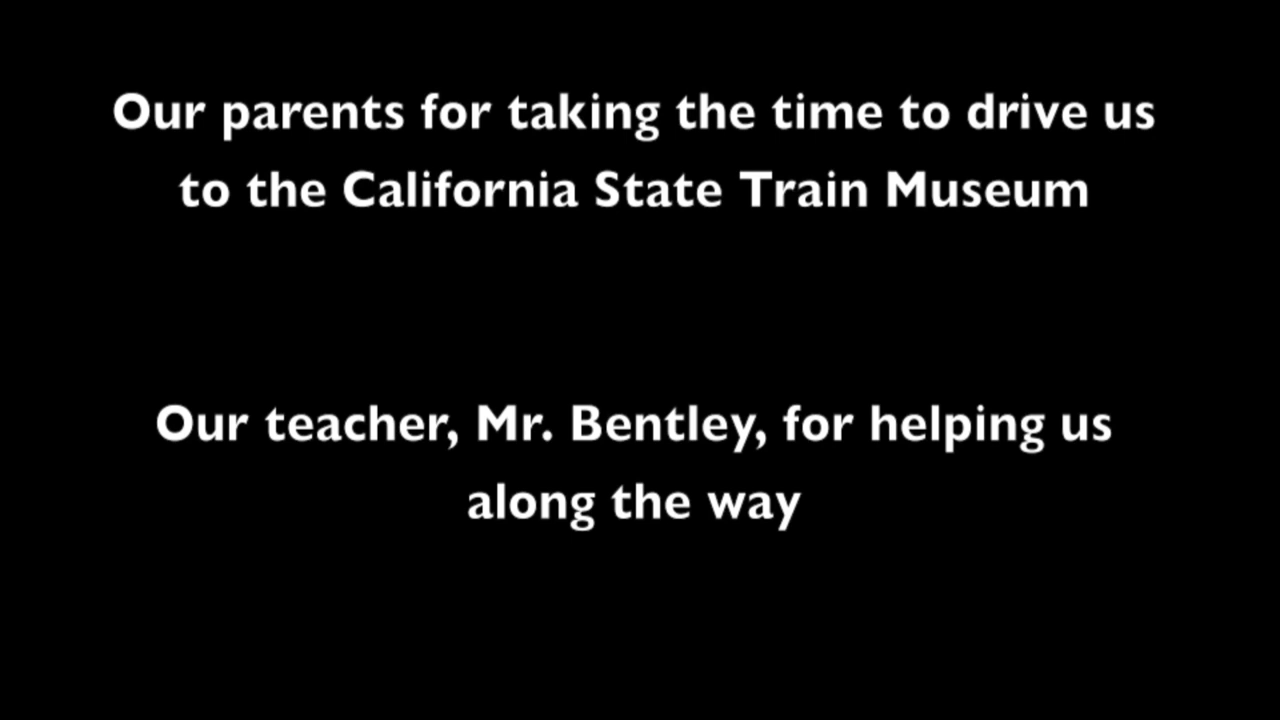 Our parents for taking the time to drive us
to the California State Train Museum
Our teacher, Mr. Bentley, for helping us
along the way